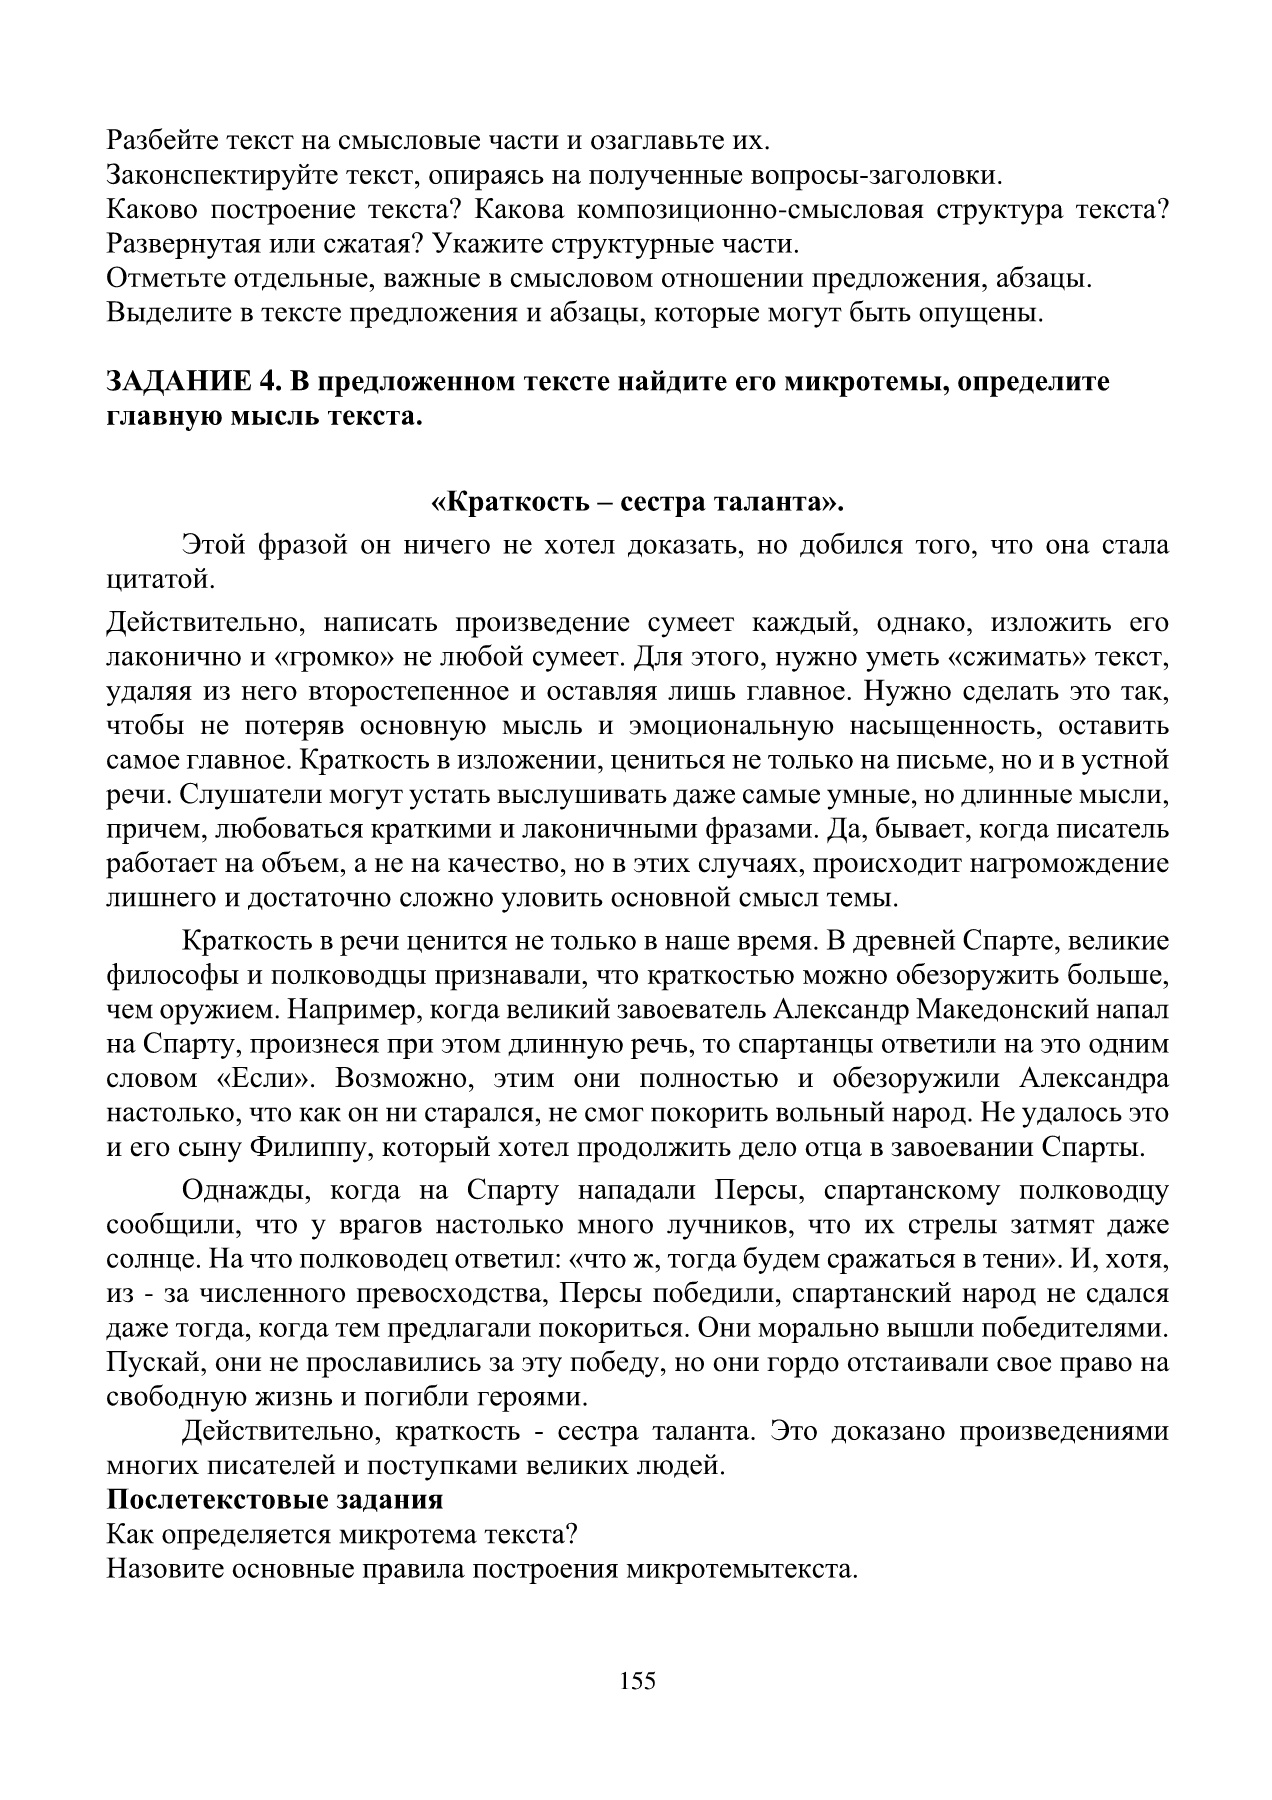 Разбейте текст на смысловые части и озаглавьте их.
Законспектируйте текст, опираясь на полученные вопросы-заголовки.
Каково построение текста? Какова композиционно-смысловая структура текста?
Развернутая или сжатая? Укажите структурные части.
Отметьте отдельные, важные в смысловом отношении предложения, абзацы.
Выделите в тексте предложения и абзацы, которые могут быть опущены.
ЗАДАНИЕ 4. В предложенном тексте найдите его микротемы, определите
главную мысль текста.
«Краткость – сестра таланта».
Этой фразой он ничего не хотел доказать, но добился того, что она стала
цитатой.
Действительно, написать произведение сумеет каждый, однако, изложить его
лаконично и «громко» не любой сумеет. Для этого, нужно уметь «сжимать» текст,
удаляя из него второстепенное и оставляя лишь главное. Нужно сделать это так,
чтобы не потеряв основную мысль и эмоциональную насыщенность, оставить
самое главное. Краткость в изложении, цениться не только на письме, но и в устной
речи. Слушатели могут устать выслушивать даже самые умные, но длинные мысли,
причем, любоваться краткими и лаконичными фразами. Да, бывает, когда писатель
работает на объем, а не на качество, но в этих случаях, происходит нагромождение
лишнего и достаточно сложно уловить основной смысл темы.
Краткость в речи ценится не только в наше время. В древней Спарте, великие
философы и полководцы признавали, что краткостью можно обезоружить больше,
чем оружием. Например, когда великий завоеватель Александр Македонский напал
на Спарту, произнеся при этом длинную речь, то спартанцы ответили на это одним
словом «Если». Возможно, этим они полностью и обезоружили Александра
настолько, что как он ни старался, не смог покорить вольный народ. Не удалось это
и его сыну Филиппу, который хотел продолжить дело отца в завоевании Спарты.
Однажды, когда на Спарту нападали Персы, спартанскому полководцу
сообщили, что у врагов настолько много лучников, что их стрелы затмят даже
солнце. На что полководец ответил: «что ж, тогда будем сражаться в тени». И, хотя,
из - за численного превосходства, Персы победили, спартанский народ не сдался
даже тогда, когда тем предлагали покориться. Они морально вышли победителями.
Пускай, они не прославились за эту победу, но они гордо отстаивали свое право на
свободную жизнь и погибли героями.
Действительно, краткость - сестра таланта. Это доказано произведениями
многих писателей и поступками великих людей.
Послетекстовые задания
Как определяется микротема текста?
Назовите основные правила построения микротемытекста.
155